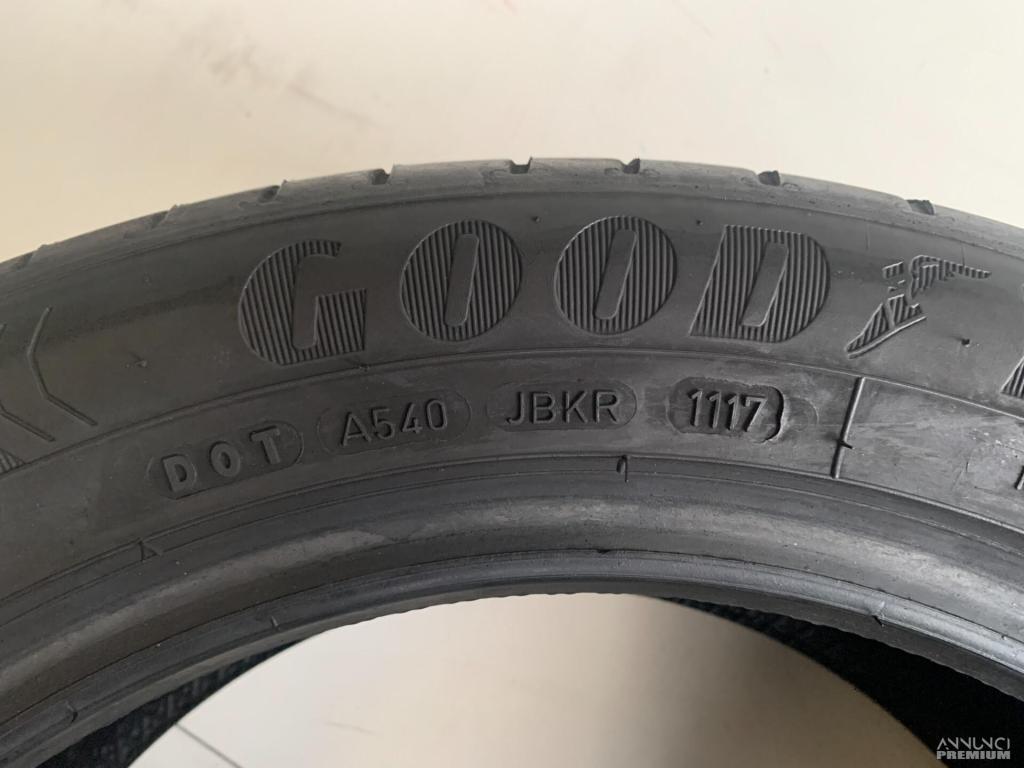 GOOD
DOT A540 JBKR 1117
ANNUNCI
PREMIUM